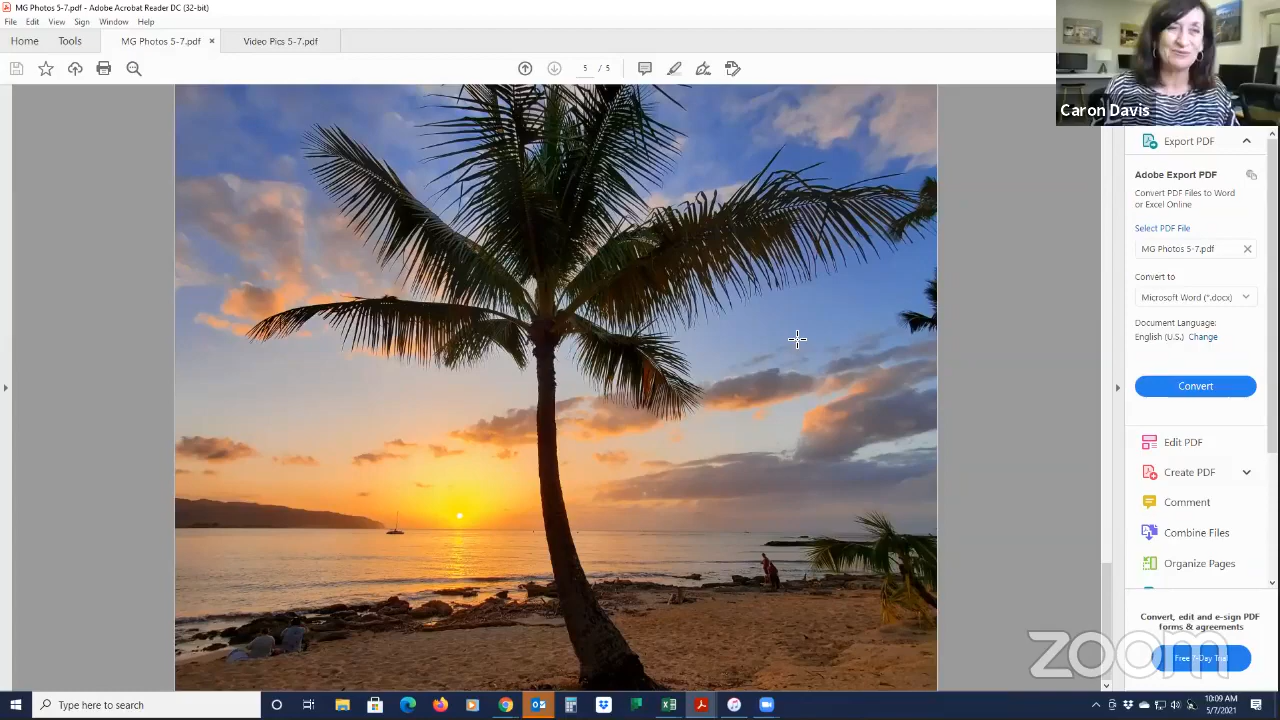 MG Photos 5-7.pdf - Adobe Acrobat Reader DC (32-bit)
File Edit View Sign Window Help
Home Tools MG Photos 5-7.pdf × Video Pics 5-7.pdf
5 / 5
Caron Davis
Export PDF
Adobe Export PDF
Convert PDF Files to Word
or Excel Online
Select PDF File
MG Photos 5-7.pdf
Convert to
Microsoft Word (*.docx)
Document Language:
English (U.S.) Change
Convert
Edit PDF
Create PDF
Comment
Combine Files
Organize Pages
Convert, edit and e-sign PDF
forms & agreements
Free 7-Day Trial
zoom
Type here to search
10:09 AM
5/7/2021